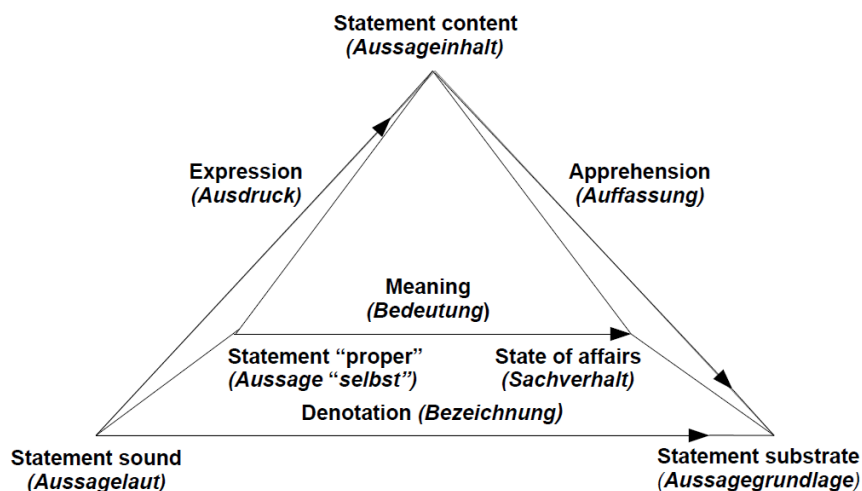 Statement content
(Aussageinhalt)
Expression
(Ausdruck)
Apprehension
(Auffassung)
Meaning
(Bedeutung)
Statement “proper”
(Aussage “selbst”)
State of affairs
(Sachverhalt)
Denotation (Bezeichnung)
Statement sound
(Aussagelaut)
Statement substrate
(Aussagegrundlage)